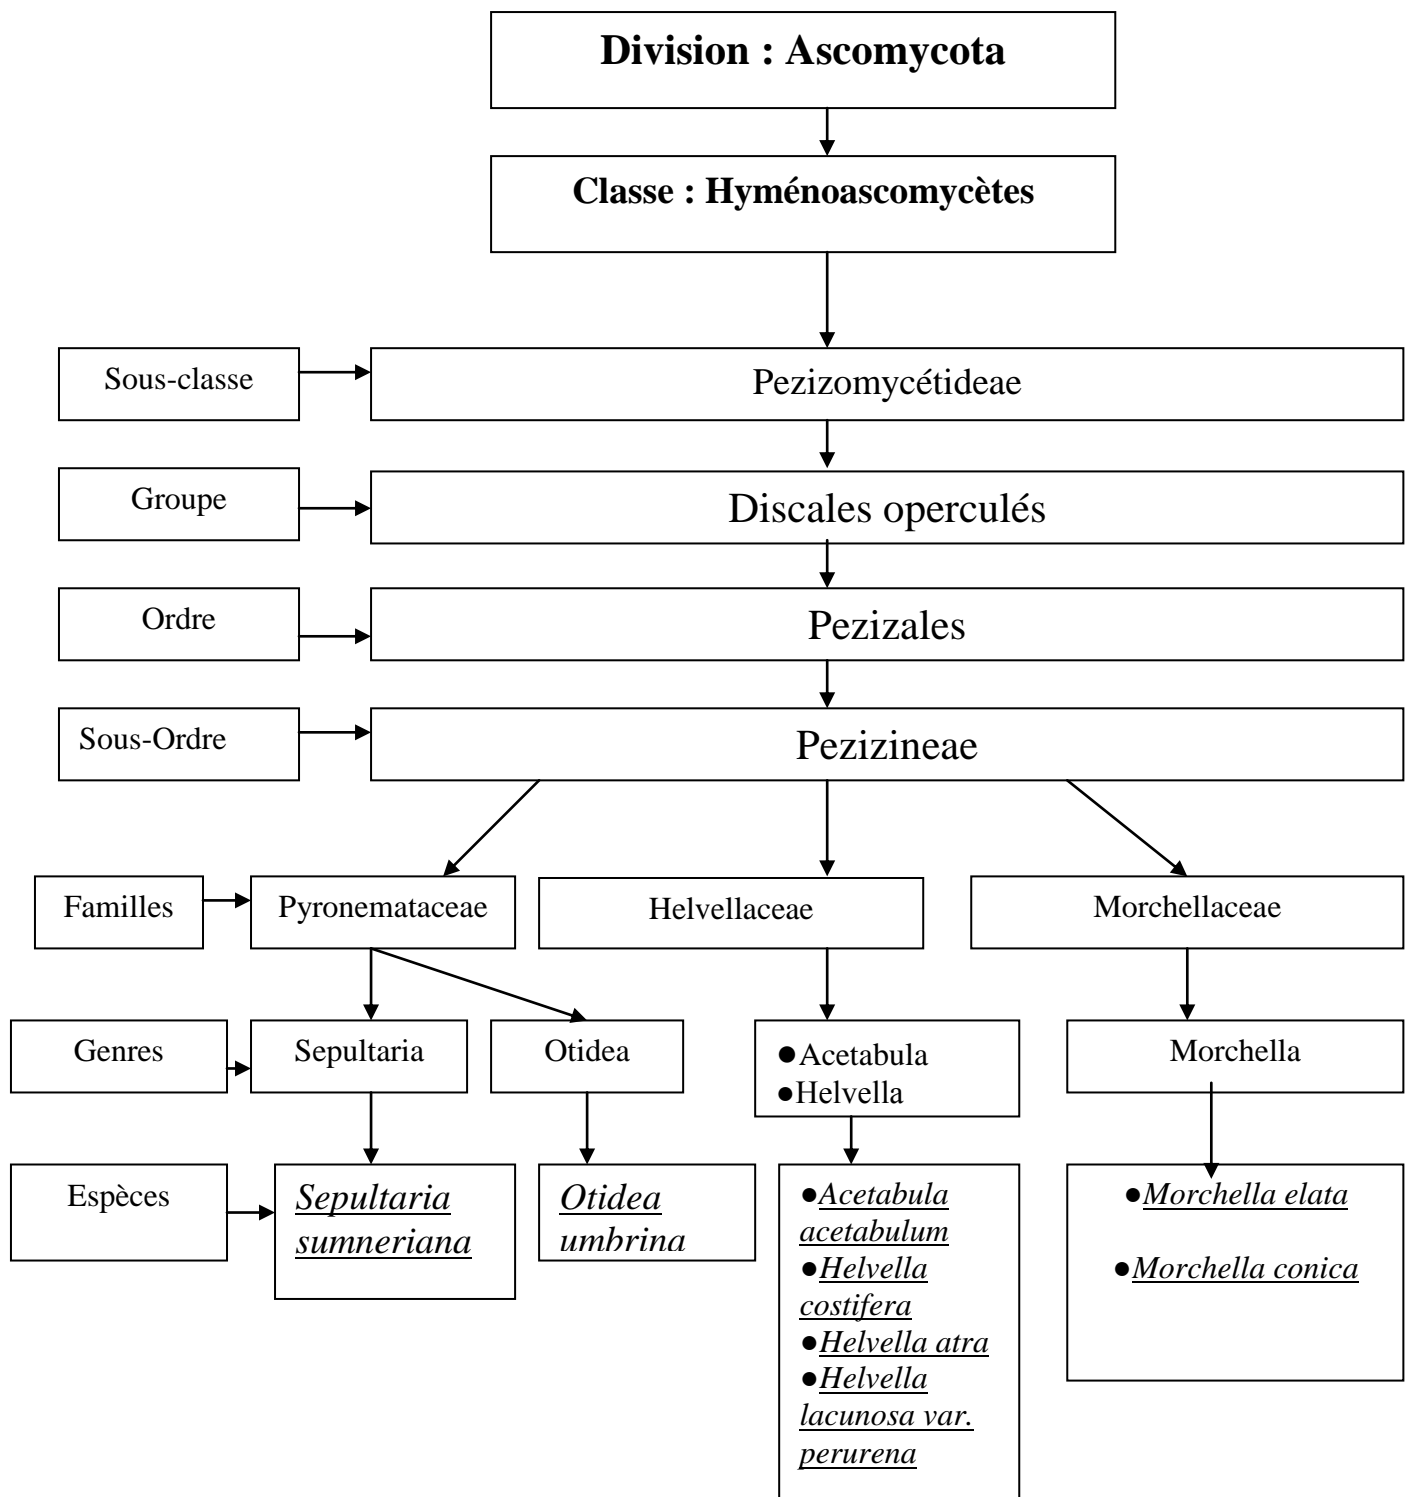 Division : Ascomycota
Classe : Hyménoascomycètes
Sous-classe
Pezizomycétideae
Groupe
Discales operculés
Ordre
Pezizales
Sous-Ordre
Pezizineae
Familles
Pyronemataceae
Helvellaceae
Morchellaceae
Genres
Sepultaria
Otidea
●Acetabula
●Helvella
Morchella
Espèces
Sepultaria
sumneriana
Otidea
umbrina
●Acetabula
acetabulum
●Helvella
costifera
●Helvella atra
●Helvella
lacunosa var.
perurena
●Morchella elata
●Morchella conica